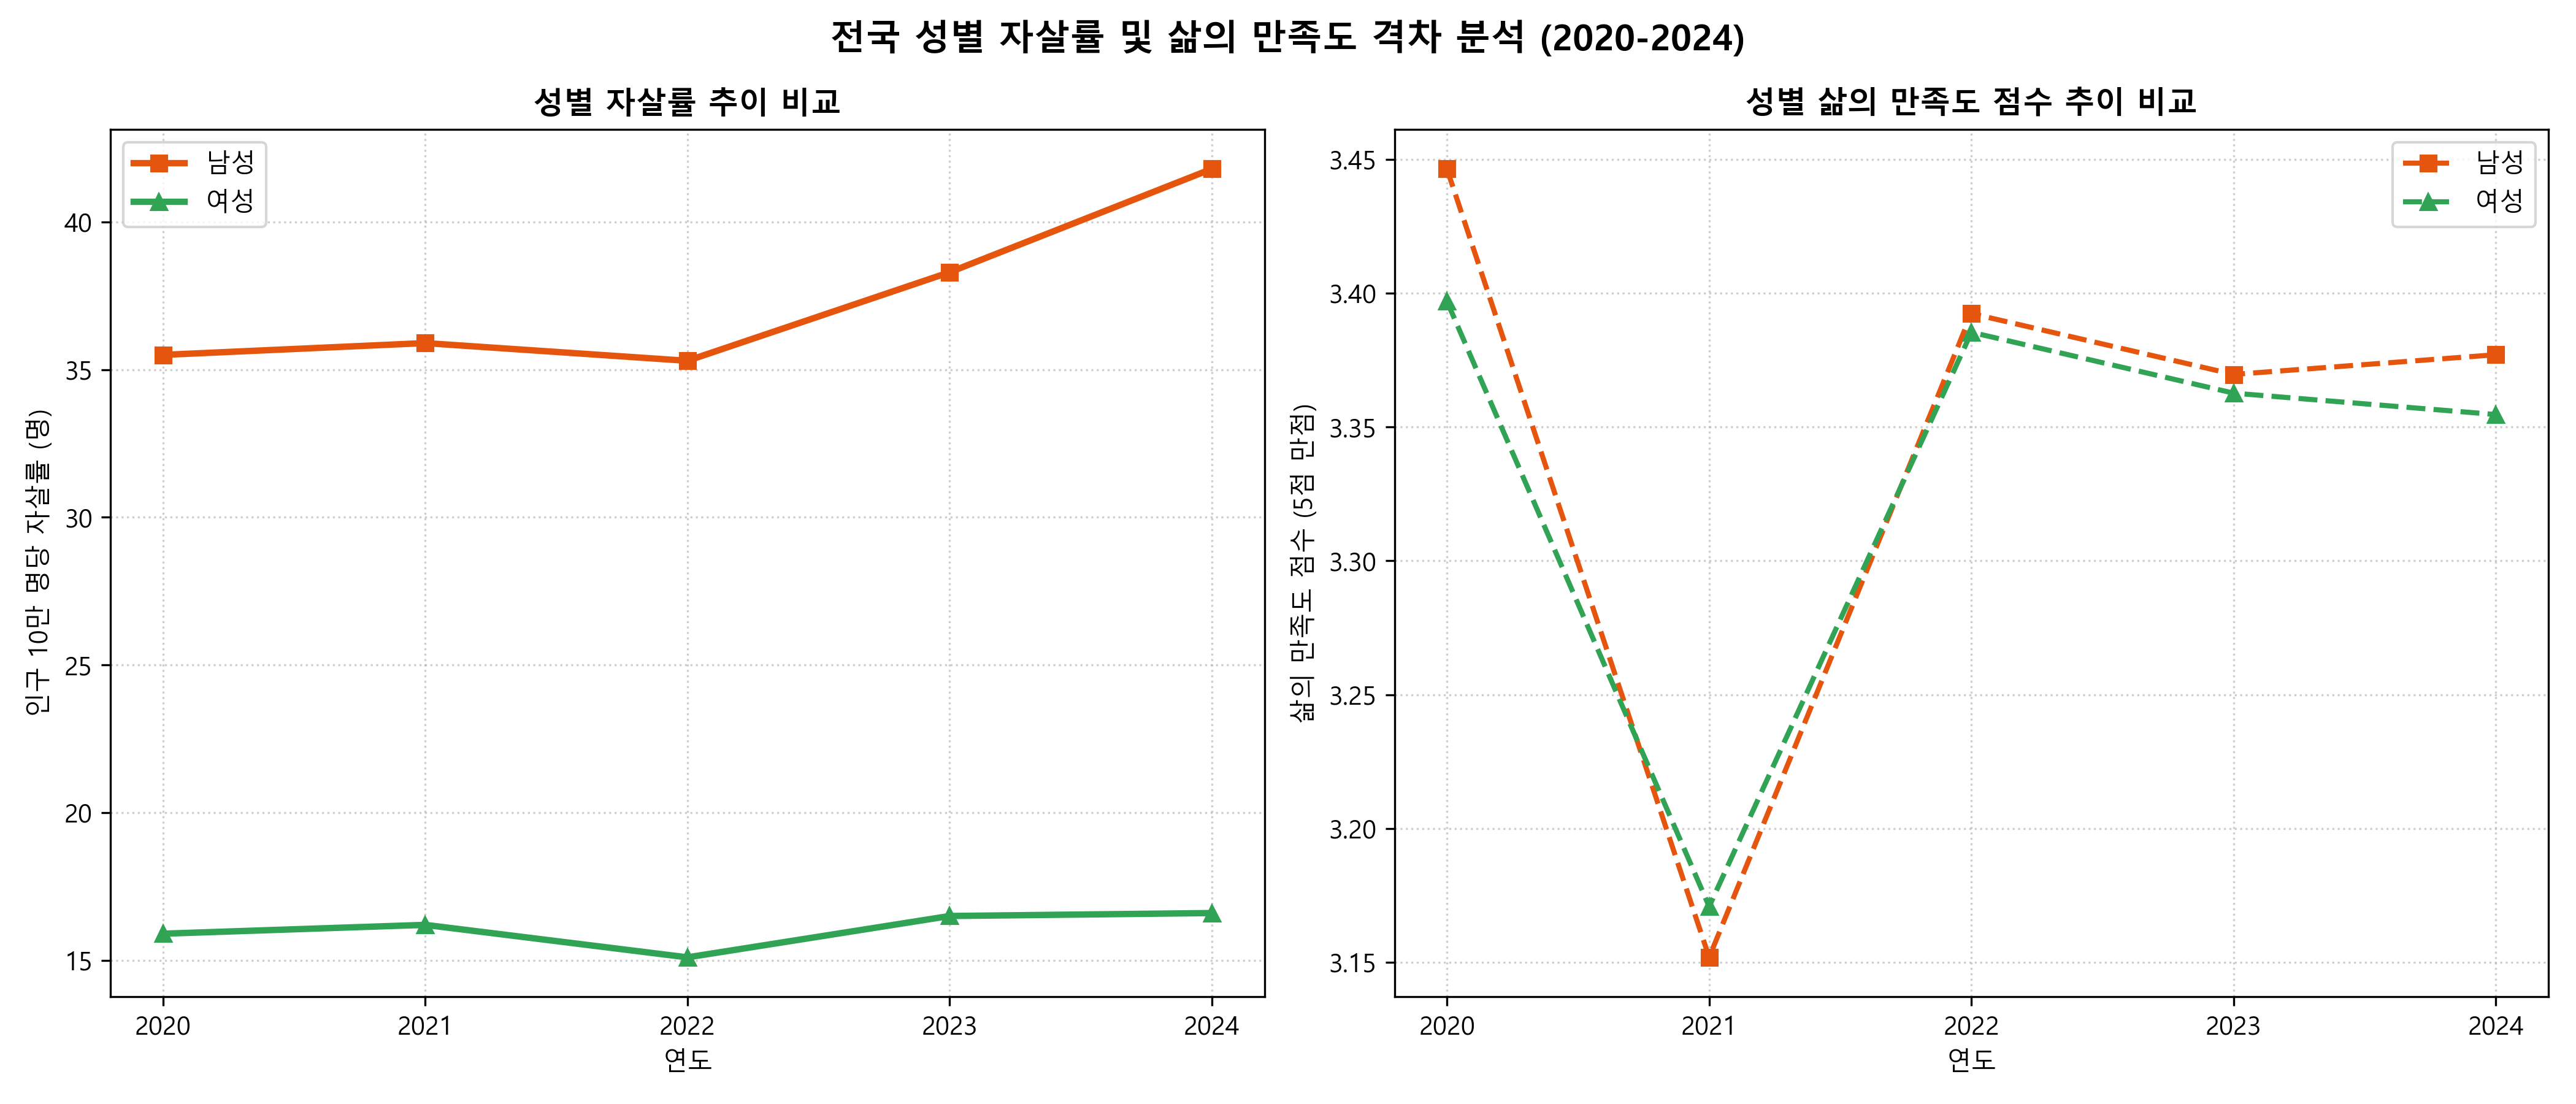 전국 성별 자살률 및 삶의 만족도 격차 분석 (2020-2024)
성별 자살률 추이 비교
남성
여성
인구 10만 명당 자살률 (명)
40
35
30
25
20
15
2020 2021 2022 2023 2024
연도
성별 삶의 만족도 점수 추이 비교
남성
여성
삶의 만족도 점수 (5점 만점)
3.45
3.40
3.35
3.30
3.25
3.20
3.15
2020 2021 2022 2023 2024
연도